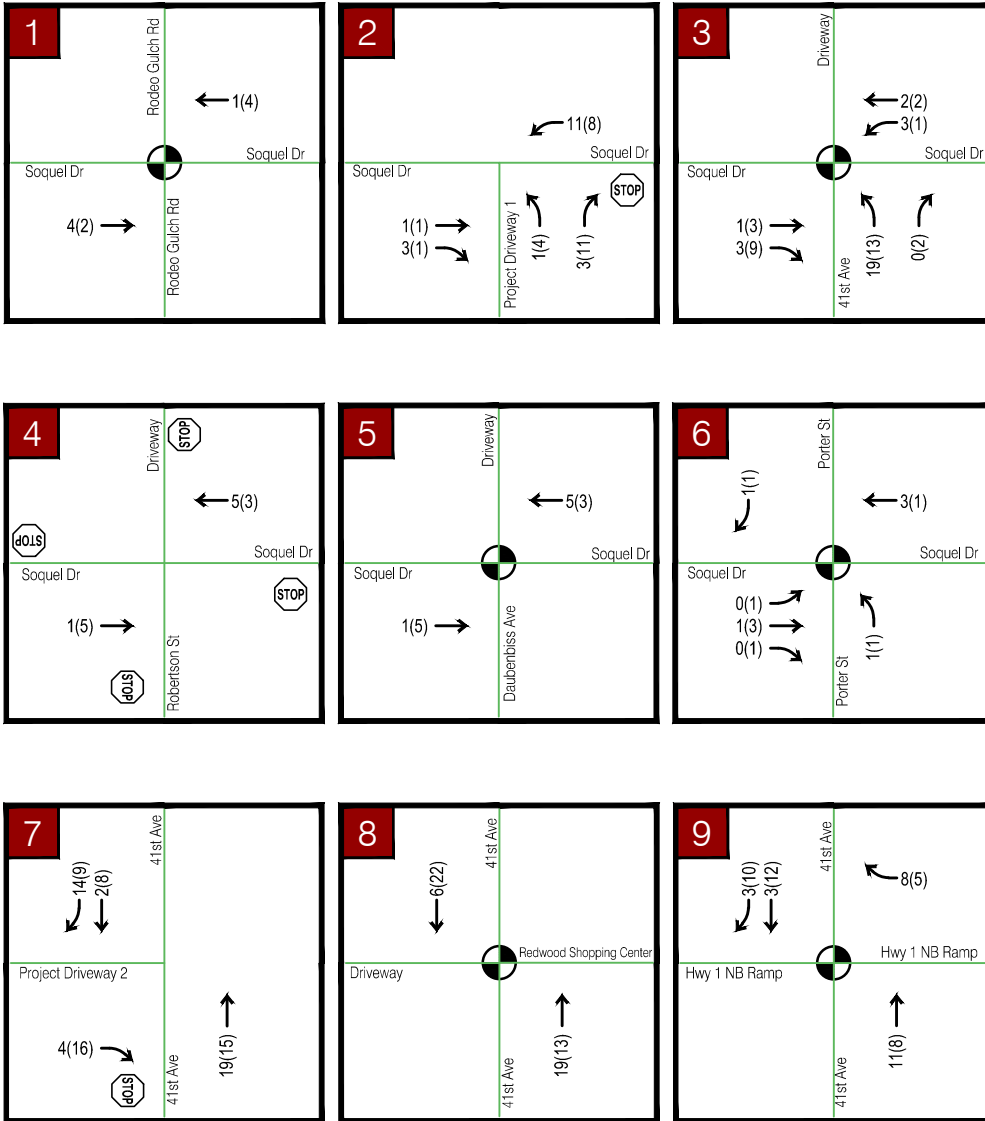 1
Rodeo Gulch Rd
1(4)
Soquel Dr
Soquel Dr
4(2)
Rodeo Gulch Rd
2
11(8)
Soquel Dr
Soquel Dr
STOP
1(1)
3(1)
Project Driveway 1
1(4)
3(11)
3
Driveway
2(2)
3(1)
Soquel Dr
Soquel Dr
1(3)
3(9)
41st Ave
19(13)
0(2)
4
Driveway
STOP
5(3)
STOP
Soquel Dr
Soquel Dr
STOP
1(5)
STOP
Robertson St
5
Driveway
5(3)
Soquel Dr
Soquel Dr
1(5)
Daubenbiss Ave
6
Porter St
1(1)
3(1)
Soquel Dr
Soquel Dr
0(1)
1(3)
0(1)
Porter St
1(1)
7
41st Ave
14(9)
2(8)
Project Driveway 2
4(16)
STOP
41st Ave
19(15)
8
41st Ave
6(22)
Redwood Shopping Center
Driveway
41st Ave
19(13)
9
41st Ave
3(10)
3(12)
8(5)
Hwy 1 NB Ramp
Hwy 1 NB Ramp
41st Ave
11(8)